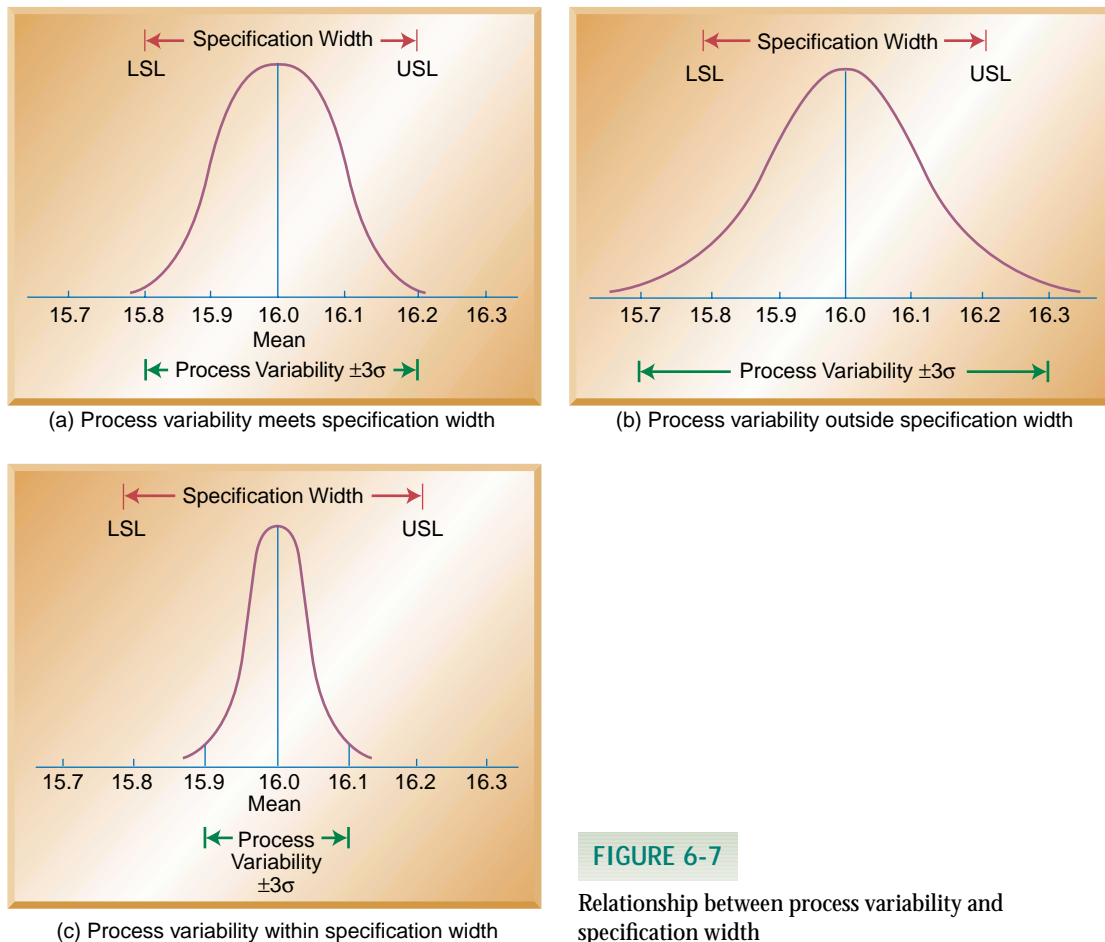 Specification Width
LSL USL
15.7 15.8 15.9 16.0 16.1 16.2 16.3
Mean
Process Variability ±3σ
(a) Process variability meets specification width
Specification Width
LSL USL
15.7 15.8 15.9 16.0 16.1 16.2 16.3
Process Variability ±3σ
(b) Process variability outside specification width
Specification Width
LSL USL
15.7 15.8 15.9 16.0 16.1 16.2 16.3
Mean
Process
Variability
±3σ
(c) Process variability within specification width
FIGURE 6-7
Relationship between process variability and
specification width